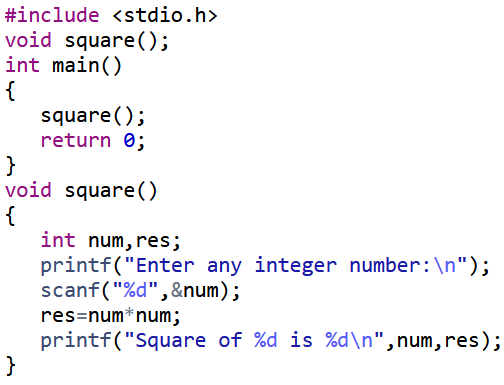 #include <stdio.h>
void square();
int main()
{
   square();
   return 0;
}
void square()
{
   int num,res;
   printf("Enter any integer number:\n");
   scanf("%d",&num);
   res=num*num;
   printf("Square of %d is %d\n",num,res);
}